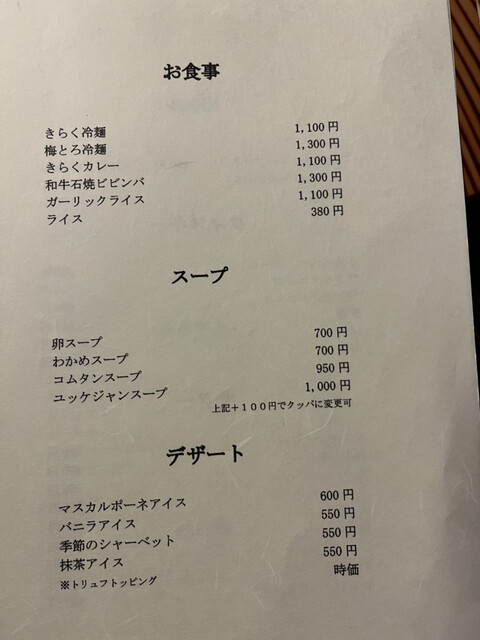 お食事
きらく冷麺 1,100円
梅とろ冷麺 1,300円
きらくカレー 1,100円
和牛石焼ビビンバ 1,300円
ガーリックライス 1,100円
ライス 380円
スープ
卵スープ 700円
わかめスープ 700円
コムタンスープ 950円
ユッケジャンスープ 1,000円
上記+100円でクッパに変更可
デザート
マスカルポーネアイス 600円
バニラアイス 550円
季節のシャーベット 550円
抹茶アイス 550円
※トリュフトッピング 時価